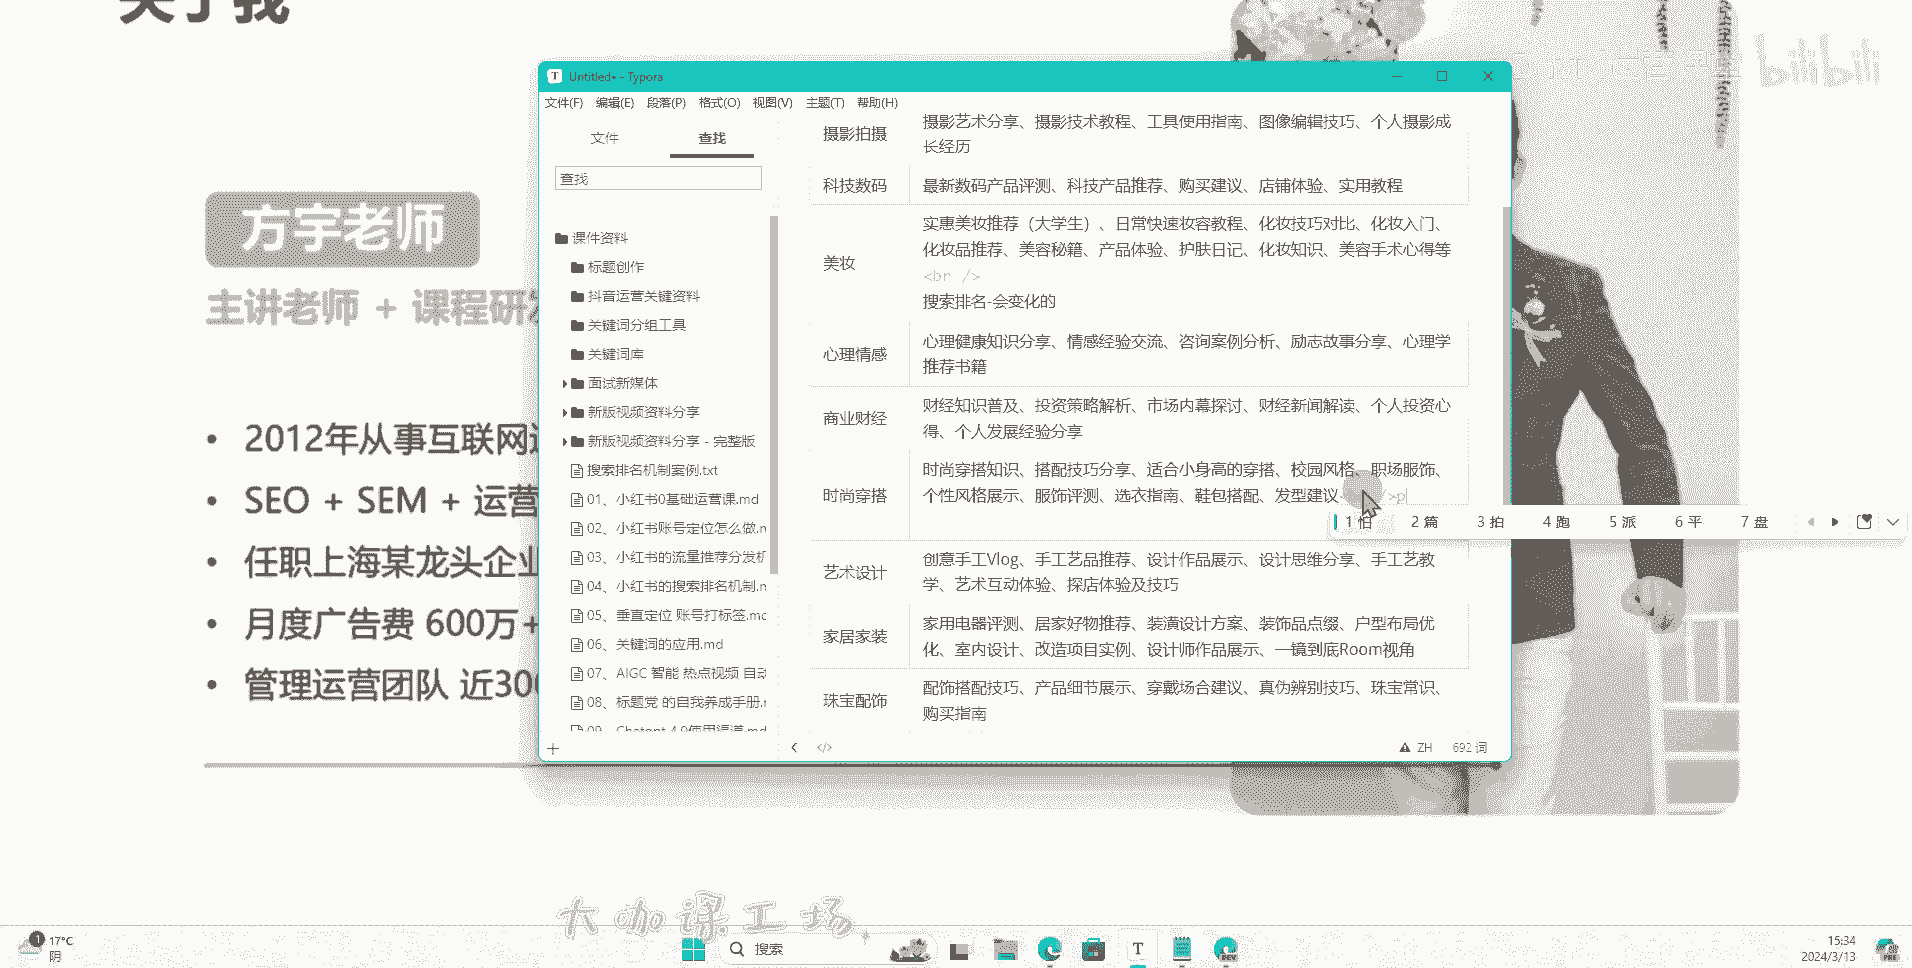 关于我
bilibili
方宇老师
主讲老师 + 课程研发
• 2012年从事互联网运
• SEO + SEM + 运营
• 任职上海某龙头企业
• 月度广告费 600万+
• 管理运营团队 近300
Untitled• - Typora
文件(F) 编辑(E) 段落(P) 格式(O) 视图(V) 主题(T) 帮助(H)
文件 查找
查找
课件资料
标题创作
抖音运营关键资料
关键词分组工具
关键词库
面试新媒体
新版视频资料分享
新版视频资料分享 - 完整版
搜索排名机制案例.txt
01、小红书0基础运营课.md
02、小红书账号定位怎么做.m
03、小红书的流量推荐分发机
04、小红书的搜索排名机制.m
05、垂直定位 账号打标签.md
06、关键词的应用.md
07、AIGC 智能 热点视频 自动
08、标题党 的自我养成手册.m
09、Chatgpt 4.0使用渠道.md
摄影拍摄
摄影艺术分享、摄影技术教程、工具使用指南、图像编辑技巧、个人摄影成
长经历
科技数码
最新数码产品评测、科技产品推荐、购买建议、店铺体验、实用教程
美妆
实惠美妆推荐（大学生）、日常快速妆容教程、化妆技巧对比、化妆入门、
化妆品推荐、美容秘籍、产品体验、护肤日记、化妆知识、美容手术心得等
<br />
搜索排名-会变化的
心理情感
心理健康知识分享、情感经验交流、咨询案例分析、励志故事分享、心理学
推荐书籍
商业财经
财经知识普及、投资策略解析、市场内幕探讨、财经新闻解读、个人投资心
得、个人发展经验分享
时尚穿搭
时尚穿搭知识、搭配技巧分享、适合小身高的穿搭、校园风格、职场服饰、
个性风格展示、服饰评测、选衣指南、鞋包搭配、发型建议 />p
1 怕 2 篇 3 拍 4 跑 5 派 6 平 7 盘
艺术设计
创意手工Vlog、手工艺品推荐、设计作品展示、设计思维分享、手工艺教
学、艺术互动体验、探店体验及技巧
家居家装
家用电器评测、居家好物推荐、装潢设计方案、装饰品点缀、户型布局优
化、室内设计、改造项目实例、设计师作品展示、一镜到底Room视角
珠宝配饰
配饰搭配技巧、产品细节展示、穿戴场合建议、真伪辨别技巧、珠宝常识、
购买指南
ZH 692 词
大咖课工场
1 17°C
阴
搜索
T
DEV
15:34
2024/3/13
PRE